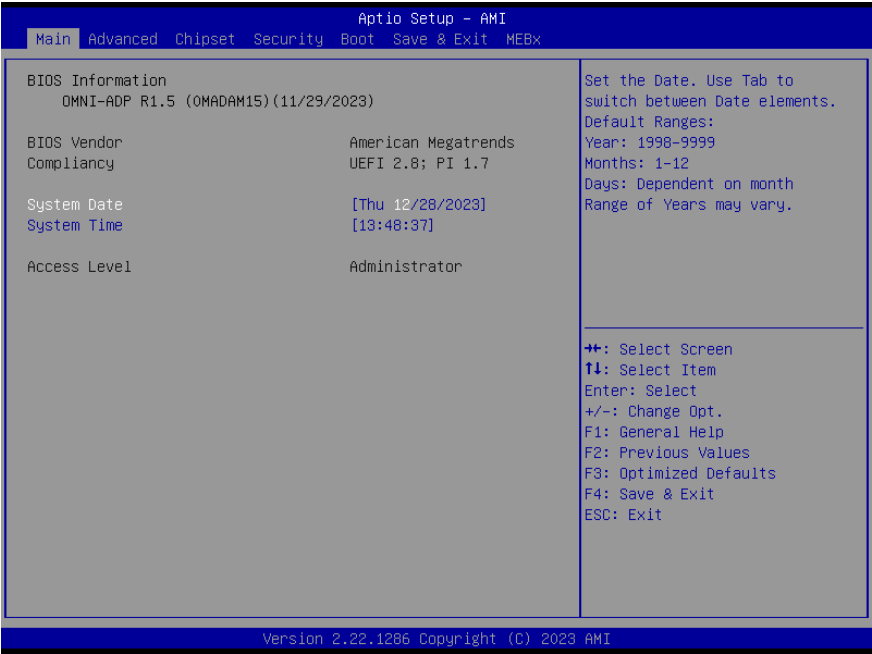 Aptio Setup – AMI
Main Advanced Chipset Security Boot Save & Exit MEBx
BIOS Information
OMNI-ADP R1.5 (OMADAM15)(11/29/2023)
BIOS Vendor American Megatrends
Compliancy UEFI 2.8; PI 1.7
System Date [Thu 12/28/2023]
System Time [13:48:37]
Access Level Administrator
Set the Date. Use Tab to
switch between Date elements.
Default Ranges:
Year: 1998-9999
Months: 1-12
Days: Dependent on month
Range of Years may vary.
→←: Select Screen
↑↓: Select Item
Enter: Select
+/-: Change Opt.
F1: General Help
F2: Previous Values
F3: Optimized Defaults
F4: Save & Exit
ESC: Exit
Version 2.22.1286 Copyright (C) 2023 AMI